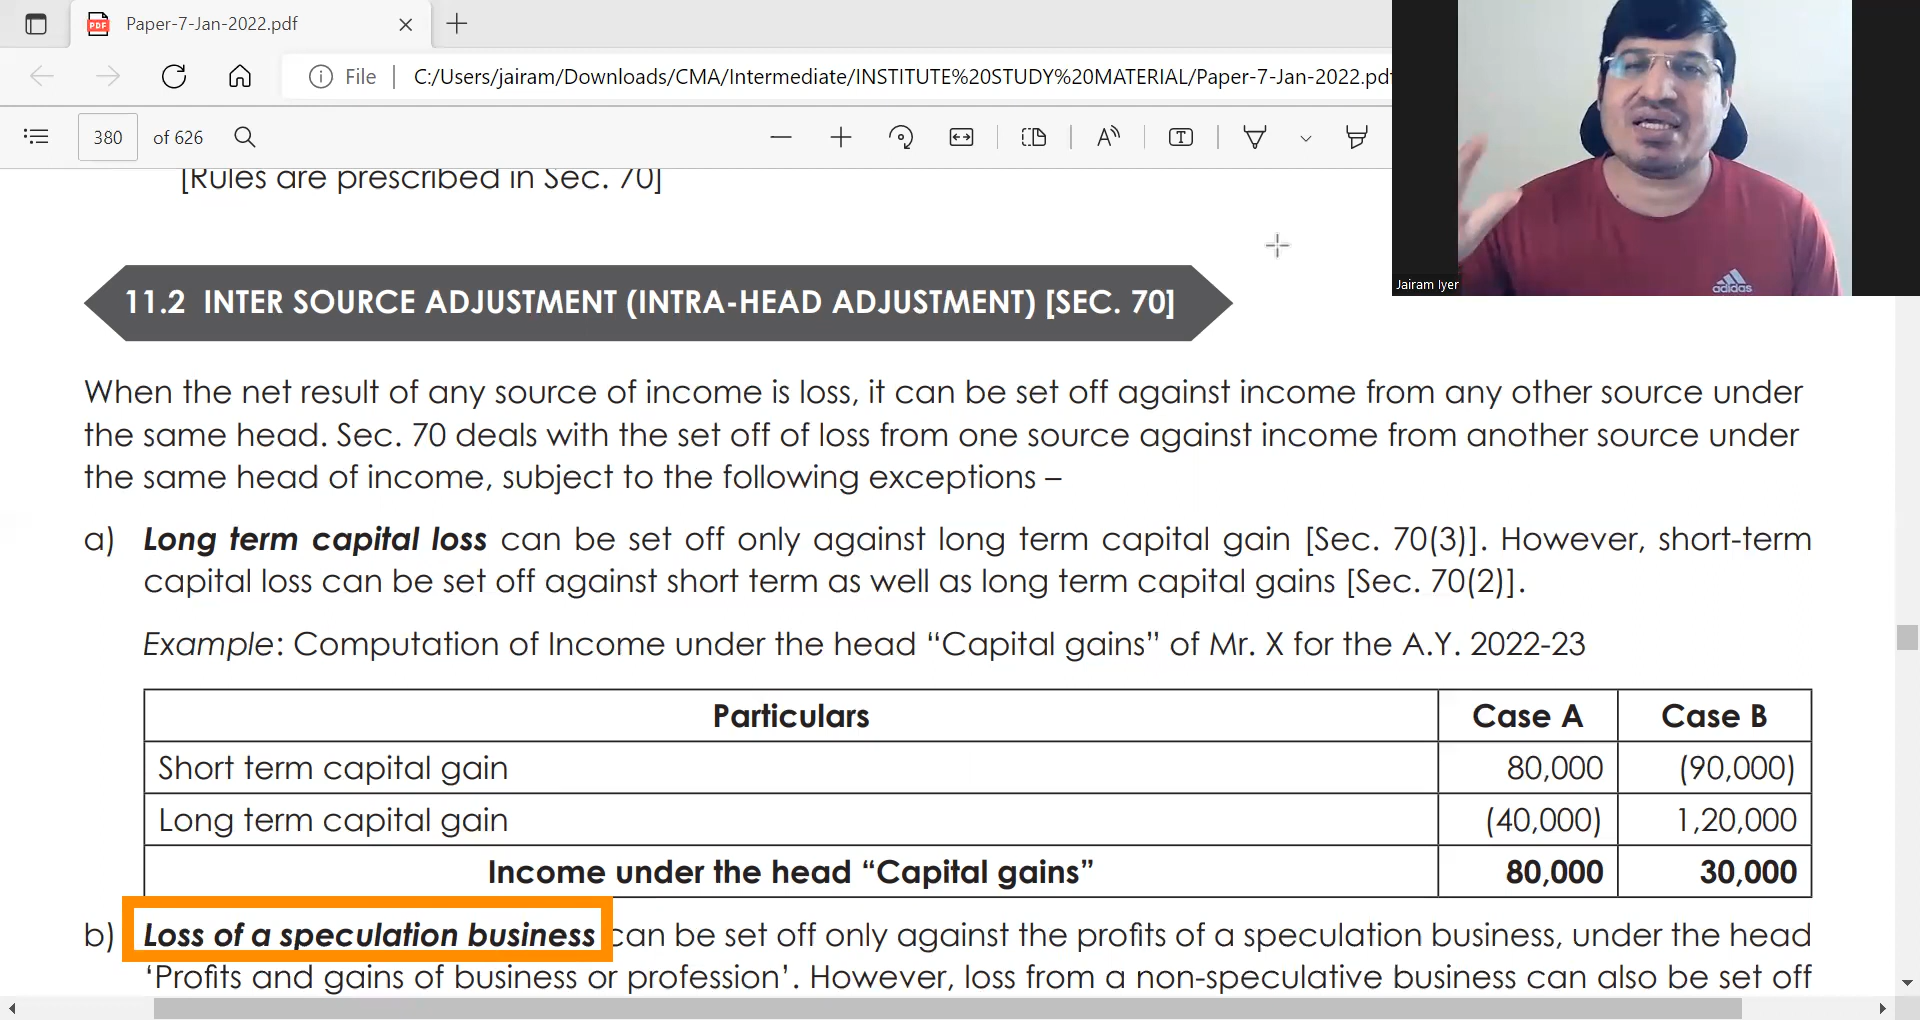 Paper-7-Jan-2022.pdf
File
C:/Users/jairam/Downloads/CMA/Intermediate/INSTITUTE%20STUDY%20MATERIAL/Paper-7-Jan-2022.pdf
380 of 626
[Rules are prescribed in Sec. 70]
adidas
Jairam Iyer
11.2 INTER SOURCE ADJUSTMENT (INTRA-HEAD ADJUSTMENT) [SEC. 70]
When the net result of any source of income is loss, it can be set off against income from any other source under
the same head. Sec. 70 deals with the set off of loss from one source against income from another source under
the same head of income, subject to the following exceptions –
a) Long term capital loss can be set off only against long term capital gain [Sec. 70(3)]. However, short-term
capital loss can be set off against short term as well as long term capital gains [Sec. 70(2)].
Example: Computation of Income under the head “Capital gains” of Mr. X for the A.Y. 2022-23
Particulars Case A Case B
Short term capital gain 80,000 (90,000)
Long term capital gain (40,000) 1,20,000
Income under the head “Capital gains” 80,000 30,000
b) Loss of a speculation business can be set off only against the profits of a speculation business, under the head
‘Profits and gains of business or profession’. However, loss from a non-speculative business can also be set off